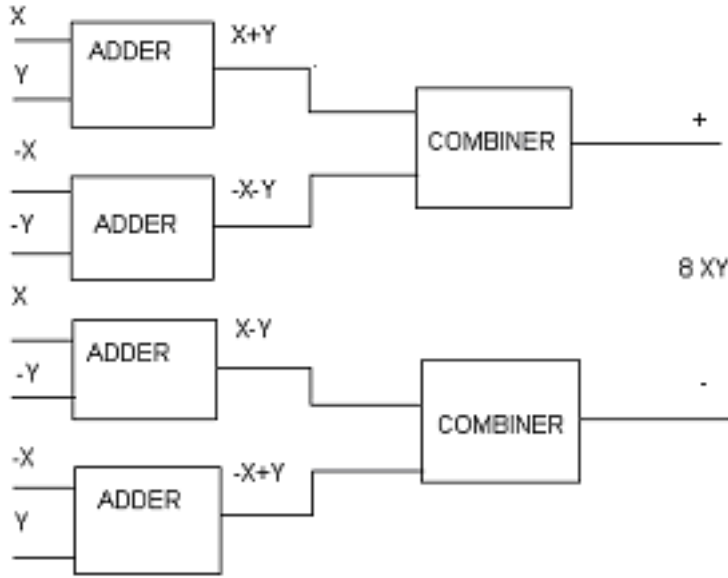 X
ADDER
X+Y
Y
-X
COMBINER
+
-X-Y
-Y
ADDER
8 XY
X
X-Y
ADDER
-Y
-
COMBINER
-X
-X+Y
ADDER
Y